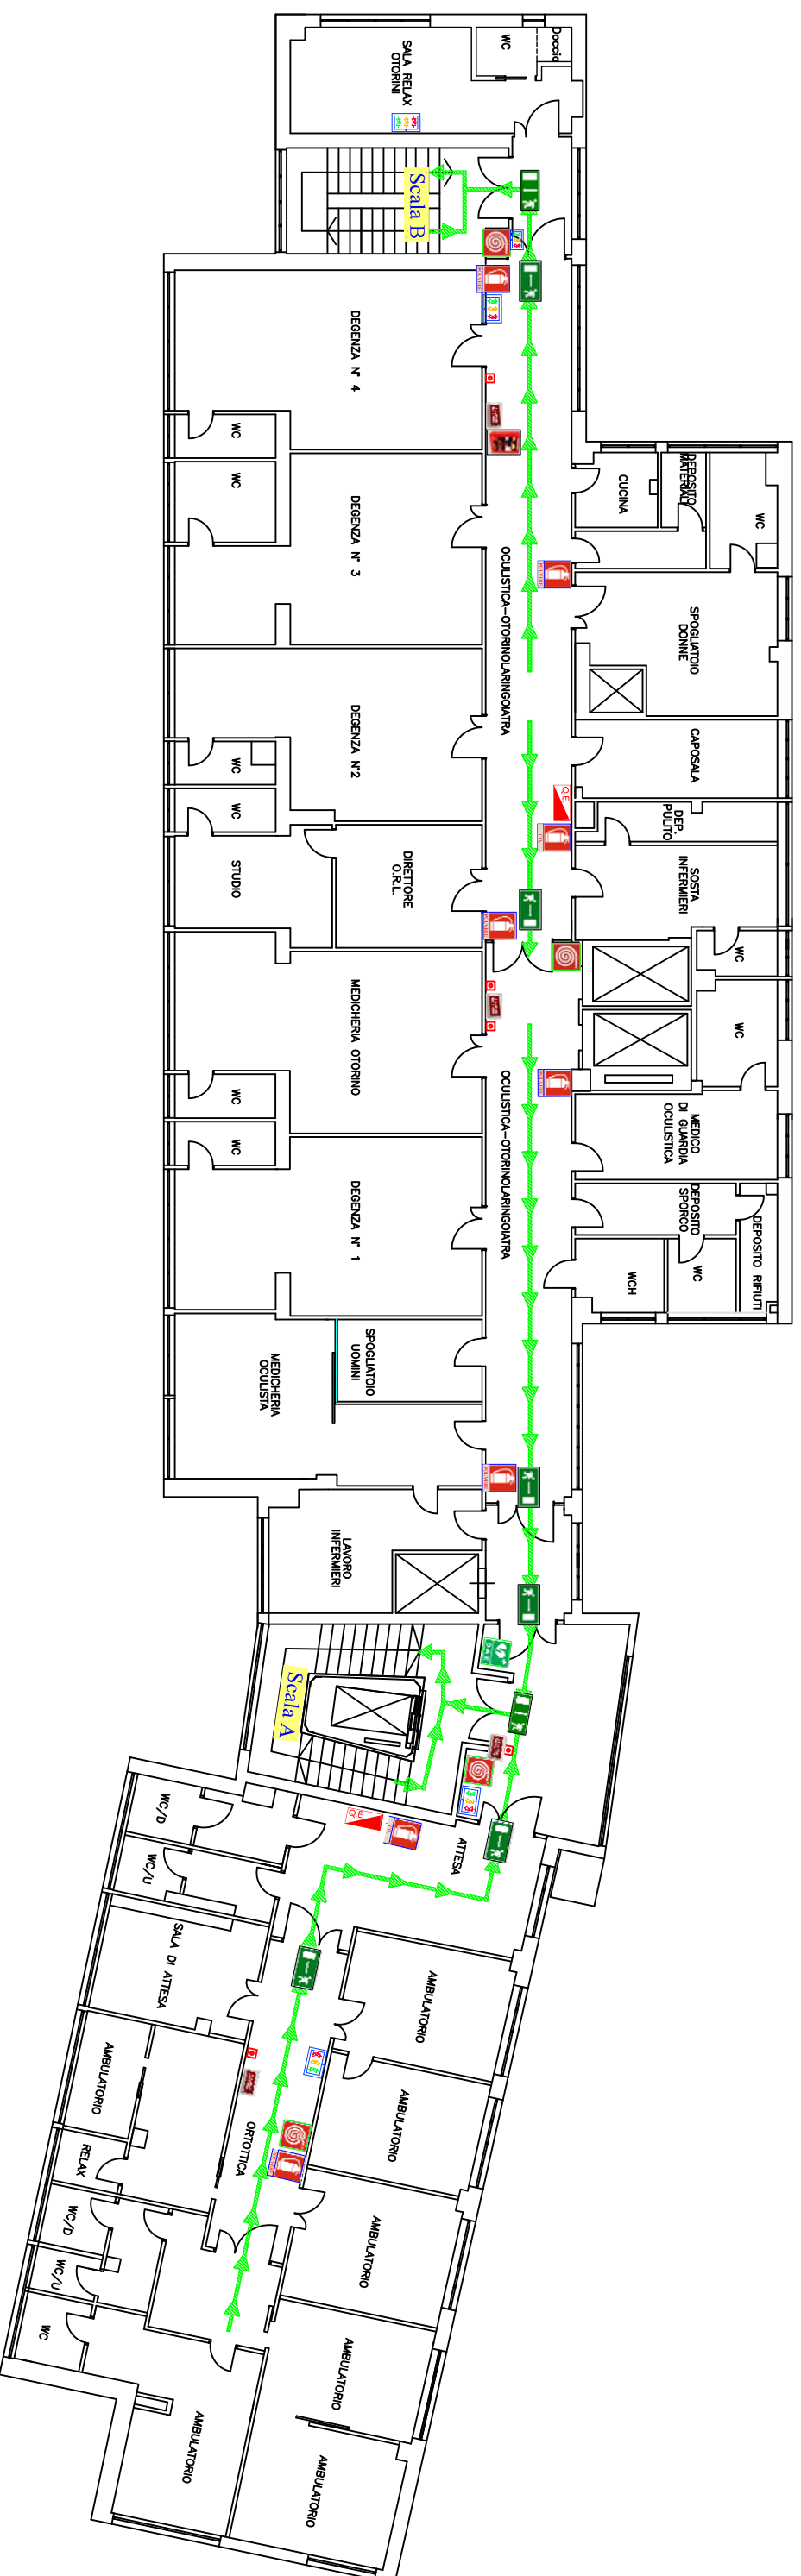 Doccia
WC
SALA RELAX
OTORINI
Scala B
DEGENZA N° 4
WC
WC
DEGENZA N° 3
CUCINA
DEPOSITO
MATERIALI
WC
OCULISTICA-OTORINOLARINGOIATRA
SPOGLIATOIO
DONNE
DEGENZA N°2
WC
WC
CAPOSALA
Q.E
DEP.
PULITO
STUDIO
DIRETTORE
O.R.L.
SOSTA
INFERMIERI
WC
WC
MEDICHERIA OTORINO
WC
WC
OCULISTICA-OTORINOLARINGOIATRA
MEDICO
DI GUARDIA
OCULISTICA
DEGENZA N° 1
DEPOSITO
SPORCO
DEPOSITO RIFIUTI
WC
WCH
SPOGLIATOIO
UOMINI
MEDICHERIA
OCULISTA
LAVORO
INFERMIERI
Scala A
WC/D
WC/U
Q.E
ATTESA
SALA DI ATTESA
AMBULATORIO
AMBULATORIO
AMBULATORIO
ORTOTTICA
RELAX
AMBULATORIO
WC/D
WC/U
WC
AMBULATORIO
AMBULATORIO
AMBULATORIO